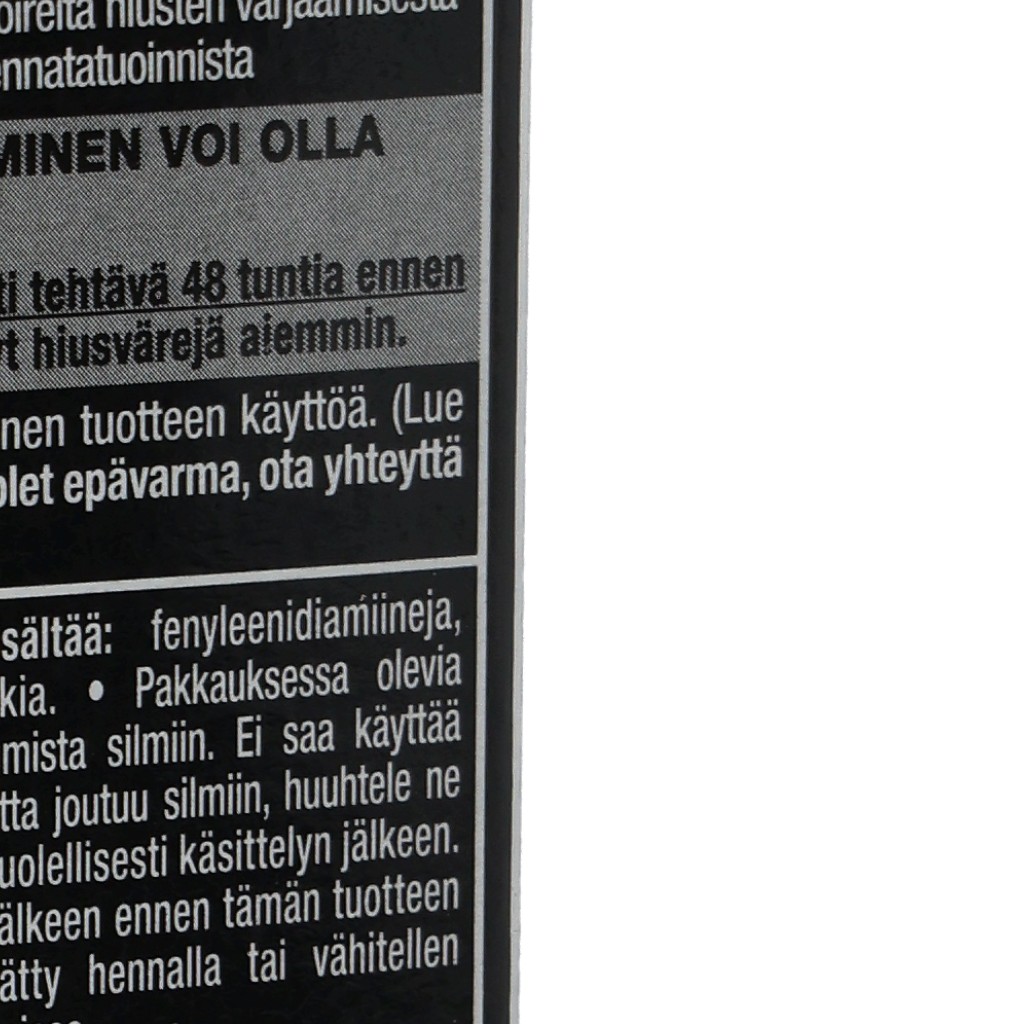 oireita hiusten värjäämisestä
ennatatuoinnista
MINEN VOI OLLA
ti tehtävä 48 tuntia ennen
yt hiusvärejä aiemmin.
nen tuotteen käyttöä. (Lue
olet epävarma, ota yhteyttä
sältää: fenyleenidiamiineja,
kia. • Pakkauksessa olevia
mista silmiin. Ei saa käyttää
tta joutuu silmiin, huuhtele ne
uolellisesti käsittelyn jälkeen.
älkeen ennen tämän tuotteen
ätty hennalla tai vähitellen